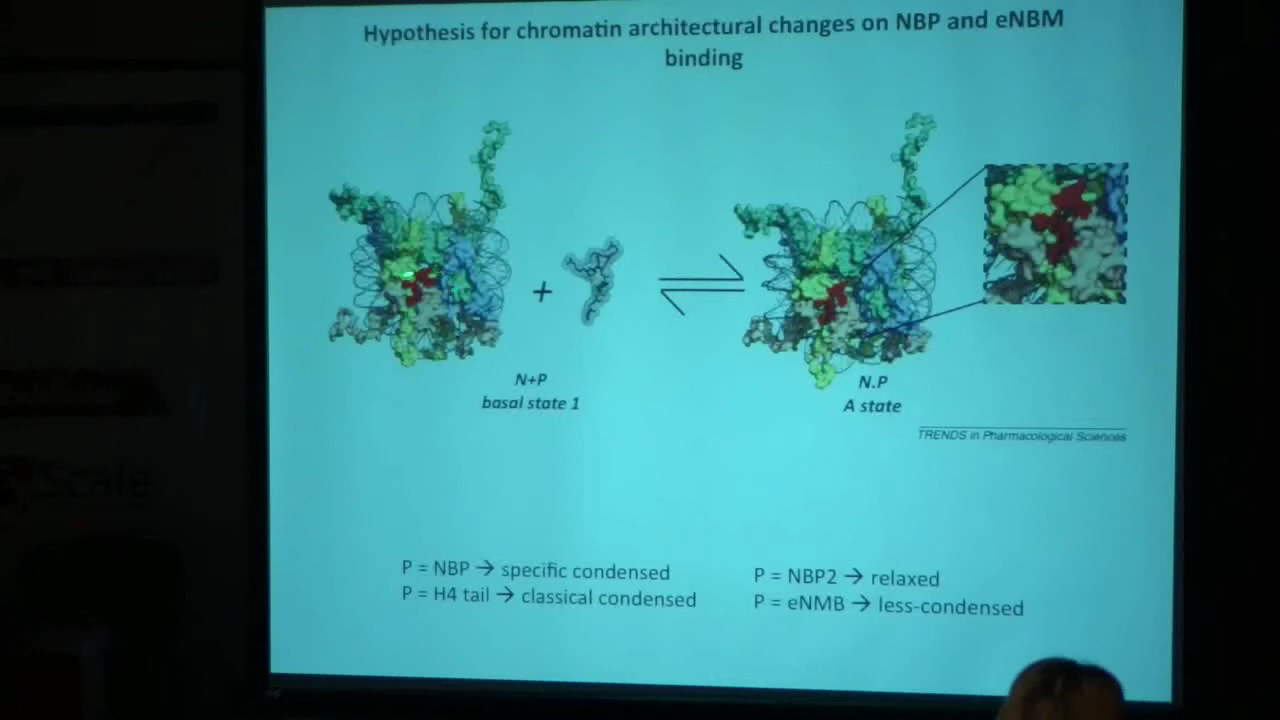 Hypothesis for chromatin architectural changes on NBP and eNBM
binding
+
N+P
basal state 1
N.P
A state
TRENDS in Pharmacological Sciences
P = NBP → specific condensed
P = H4 tail → classical condensed
P = NBP2 → relaxed
P = eNMB → less-condensed
Scale